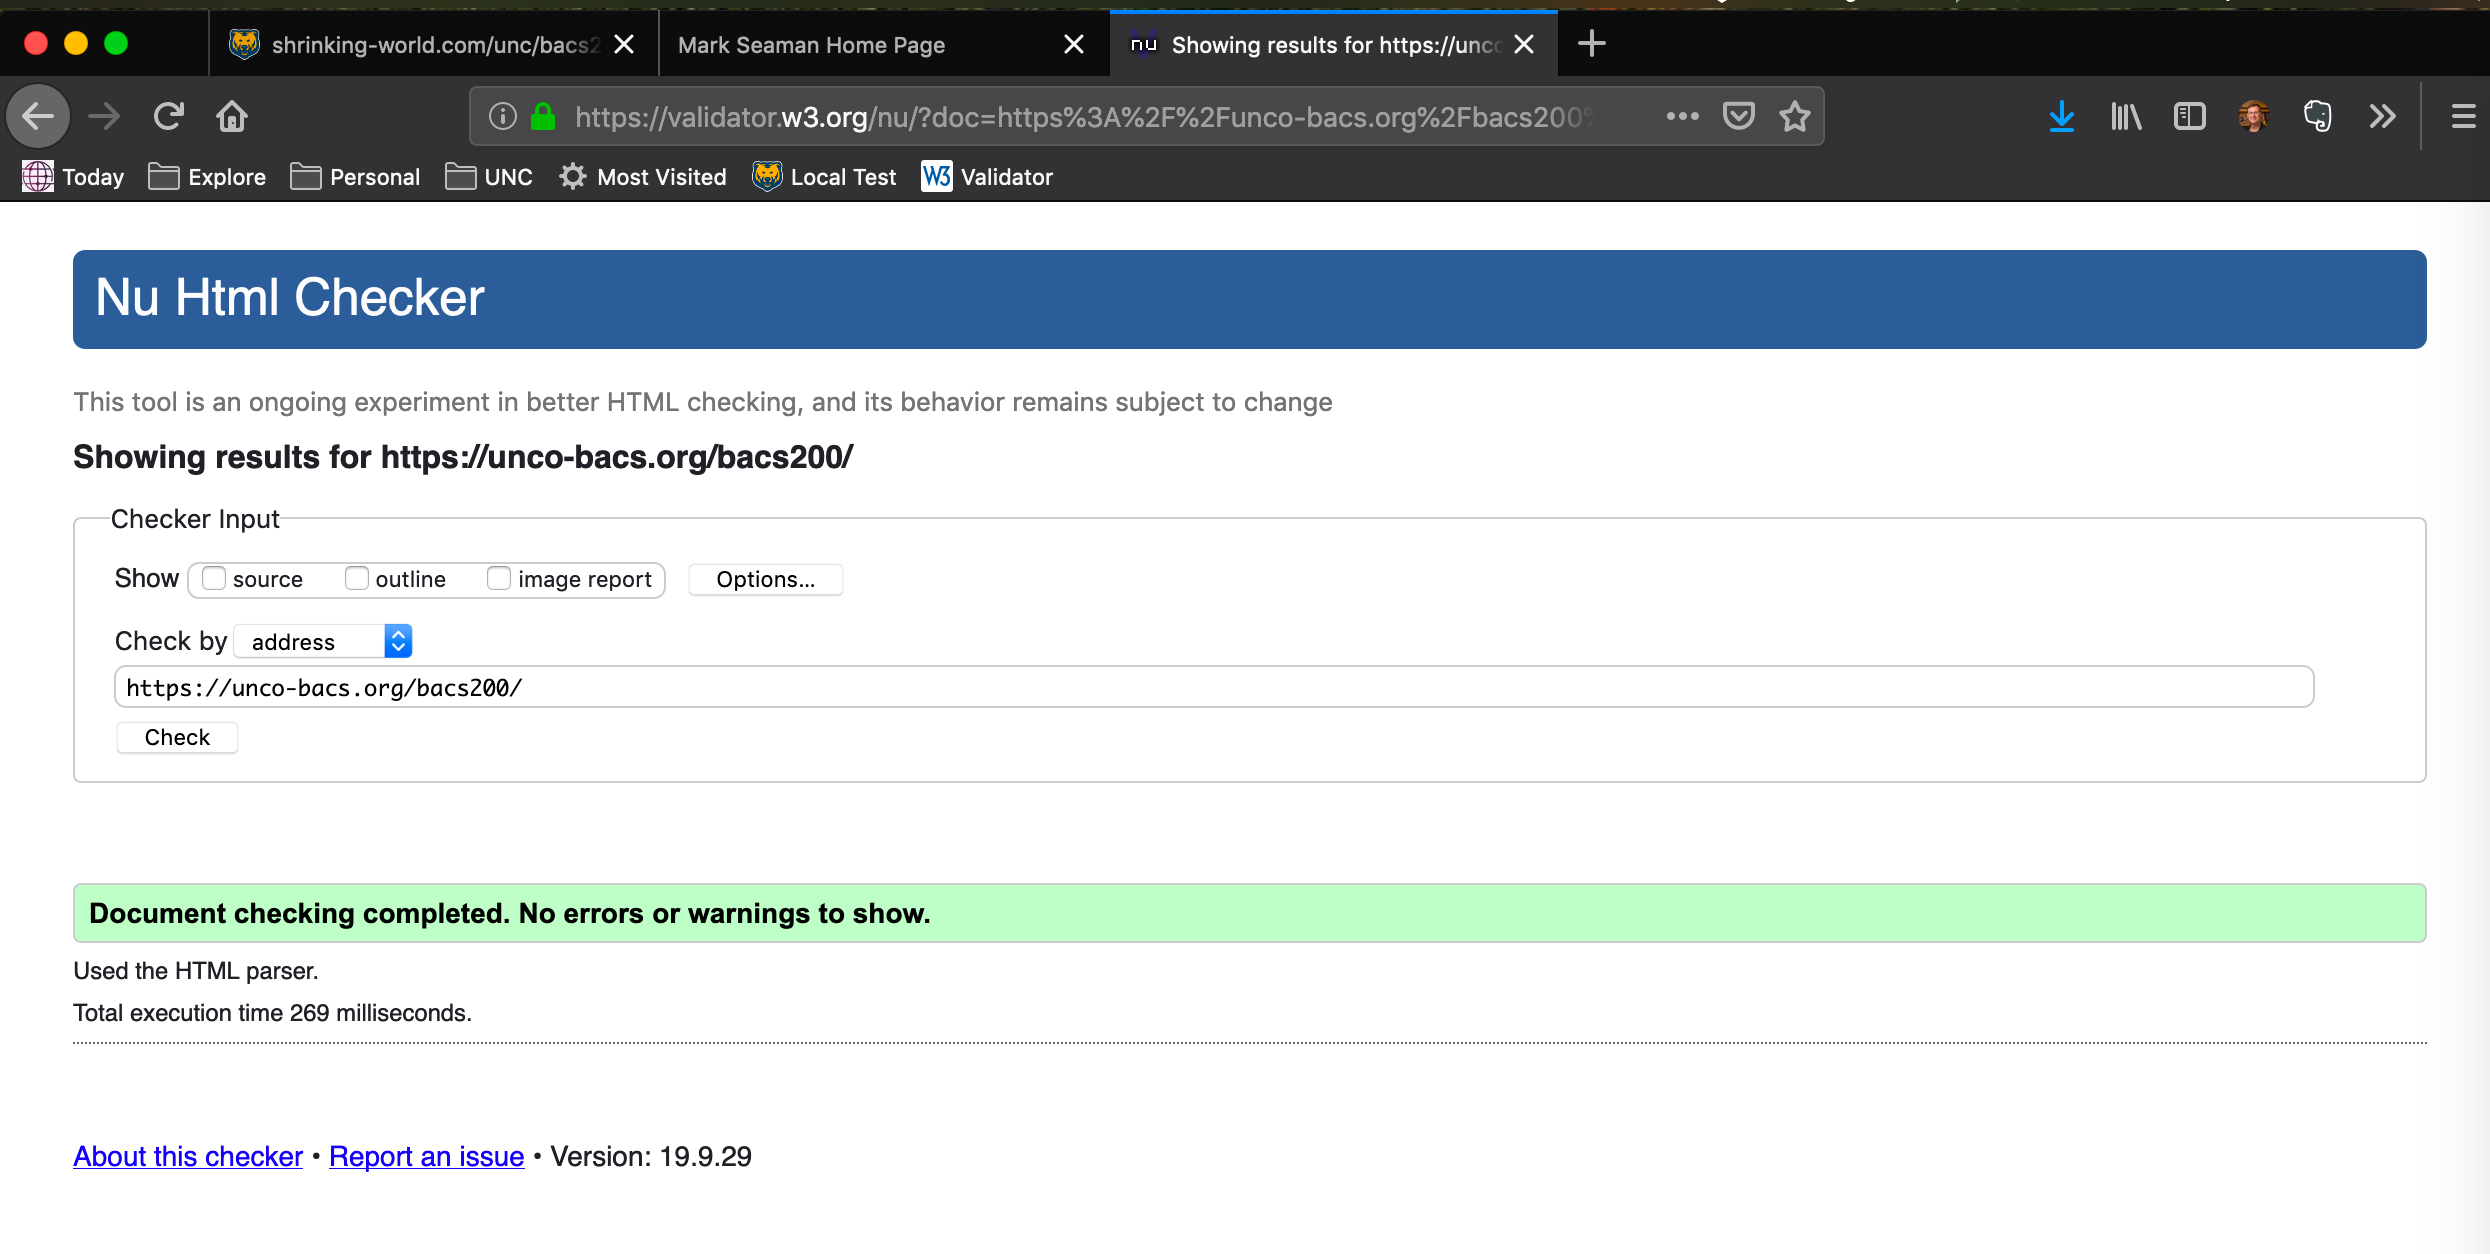 shrinking-world.com/unc/bacs2
Mark Seaman Home Page
nu Showing results for https://unco
https://validator.w3.org/nu/?doc=https%3A%2F%2Funco-bacs.org%2Fbacs200%
Today Explore Personal UNC Most Visited Local Test W3 Validator
Nu Html Checker
This tool is an ongoing experiment in better HTML checking, and its behavior remains subject to change
Showing results for https://unco-bacs.org/bacs200/
Checker Input
Show source outline image report Options...
Check by address
https://unco-bacs.org/bacs200/
Check
Document checking completed. No errors or warnings to show.
Used the HTML parser.
Total execution time 269 milliseconds.
About this checker • Report an issue • Version: 19.9.29